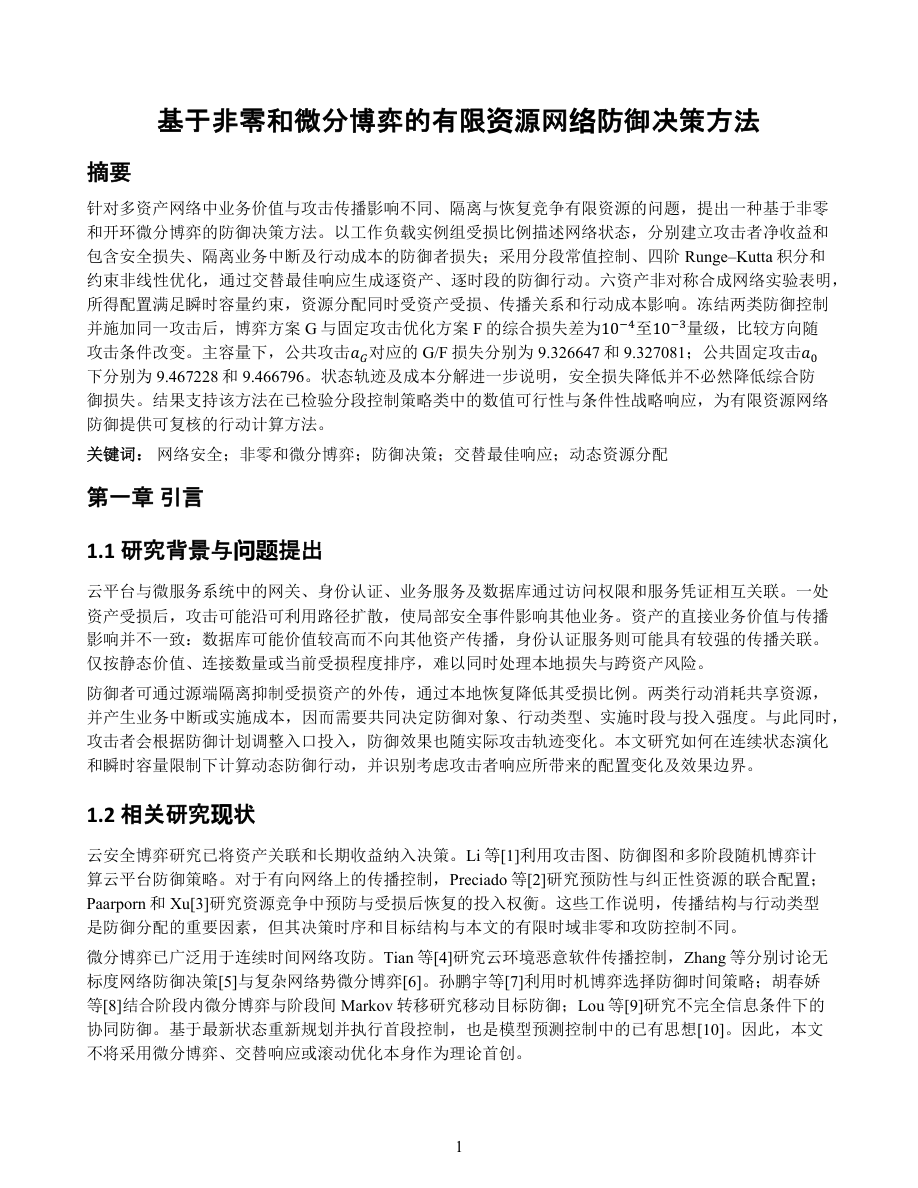 基于非零和微分博弈的有限资源网络防御决策方法
摘要
针对多资产网络中业务价值与攻击传播影响不同、隔离与恢复竞争有限资源的问题，提出一种基于非零
和开环微分博弈的防御决策方法。以工作负载实例组受损比例描述网络状态，分别建立攻击者净收益和
包含安全损失、隔离业务中断及行动成本的防御者损失；采用分段常值控制、四阶 Runge–Kutta 积分和
约束非线性优化，通过交替最佳响应生成逐资产、逐时段的防御行动。六资产非对称合成网络实验表明，
所得配置满足瞬时容量约束，资源分配同时受资产受损、传播关系和行动成本影响。冻结两类防御控制
并施加同一攻击后，博弈方案 G 与固定攻击优化方案 F 的综合损失差为10⁻⁴至10⁻³量级，比较方向随
攻击条件改变。主容量下，公共攻击a_G对应的 G/F 损失分别为 9.326647 和 9.327081；公共固定攻击a₀
下分别为 9.467228 和 9.466796。状态轨迹及成本分解进一步说明，安全损失降低并不必然降低综合防
御损失。结果支持该方法在已检验分段控制策略类中的数值可行性与条件性战略响应，为有限资源网络
防御提供可复核的行动计算方法。
关键词： 网络安全；非零和微分博弈；防御决策；交替最佳响应；动态资源分配
第一章 引言
1.1 研究背景与问题提出
云平台与微服务系统中的网关、身份认证、业务服务及数据库通过访问权限和服务凭证相互关联。一处
资产受损后，攻击可能沿可利用路径扩散，使局部安全事件影响其他业务。资产的直接业务价值与传播
影响并不一致：数据库可能价值较高而不向其他资产传播，身份认证服务则可能具有较强的传播关联。
仅按静态价值、连接数量或当前受损程度排序，难以同时处理本地损失与跨资产风险。
防御者可通过源端隔离抑制受损资产的外传，通过本地恢复降低其受损比例。两类行动消耗共享资源，
并产生业务中断或实施成本，因而需要共同决定防御对象、行动类型、实施时段与投入强度。与此同时，
攻击者会根据防御计划调整入口投入，防御效果也随实际攻击轨迹变化。本文研究如何在连续状态演化
和瞬时容量限制下计算动态防御行动，并识别考虑攻击者响应所带来的配置变化及效果边界。
1.2 相关研究现状
云安全博弈研究已将资产关联和长期收益纳入决策。Li 等[1]利用攻击图、防御图和多阶段随机博弈计
算云平台防御策略。对于有向网络上的传播控制，Preciado 等[2]研究预防性与纠正性资源的联合配置；
Paarporn 和 Xu[3]研究资源竞争中预防与受损后恢复的投入权衡。这些工作说明，传播结构与行动类型
是防御分配的重要因素，但其决策时序和目标结构与本文的有限时域非零和攻防控制不同。
微分博弈已广泛用于连续时间网络攻防。Tian 等[4]研究云环境恶意软件传播控制，Zhang 等分别讨论无
标度网络防御决策[5]与复杂网络势微分博弈[6]。孙鹏宇等[7]利用时机博弈选择防御时间策略；胡春娇
等[8]结合阶段内微分博弈与阶段间 Markov 转移研究移动目标防御；Lou 等[9]研究不完全信息条件下的
协同防御。基于最新状态重新规划并执行首段控制，也是模型预测控制中的已有思想[10]。因此，本文
不将采用微分博弈、交替响应或滚动优化本身作为理论首创。
1